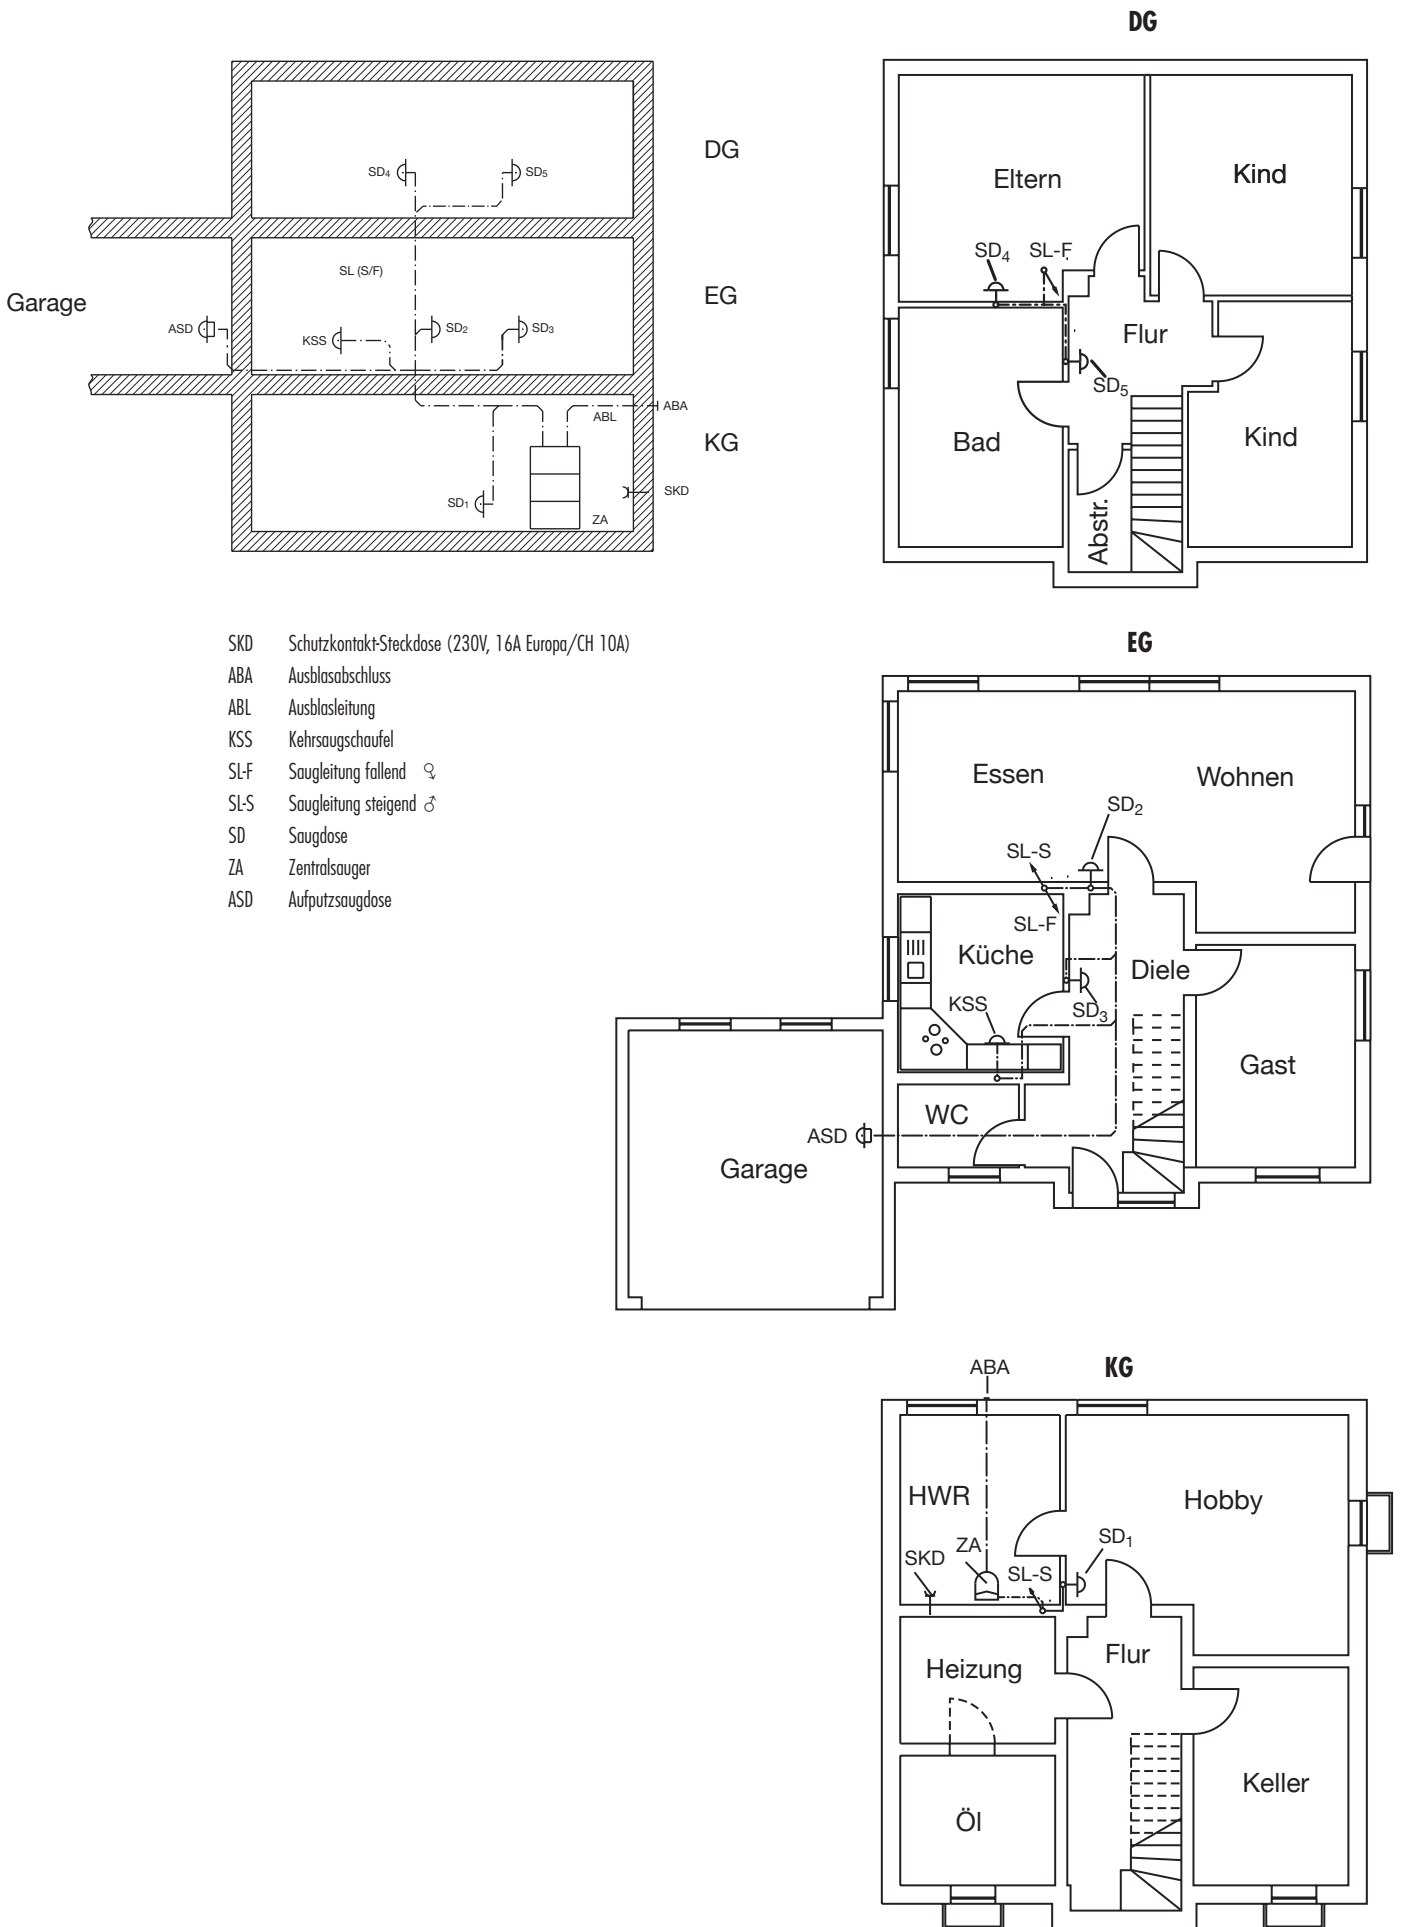 DG
SD4
SD5
DG
SL (S/F)
Garage
EG
ASD
KSS
SD2
SD3
ABL
ABA
KG
SD1
SKD
ZA
Eltern
Kind
SD4
SL-F
Flur
SD5
Bad
Kind
Abstr.
SKD Schutzkontakt-Steckdose (230V, 16A Europa/CH 10A)
ABA Ausblasabschluss
ABL Ausblasleitung
KSS Kehrsaugschaufel
SL-F Saugleitung fallend
SL-S Saugleitung steigend
SD Saugdose
ZA Zentralsauger
ASD Aufputzsaugdose
EG
Essen
Wohnen
SD2
SL-S
SL-F
Küche
Diele
KSS
SD3
Gast
WC
ASD
Garage
ABA
KG
HWR
Hobby
ZA
SD1
SKD
SL-S
Flur
Heizung
Keller
Öl